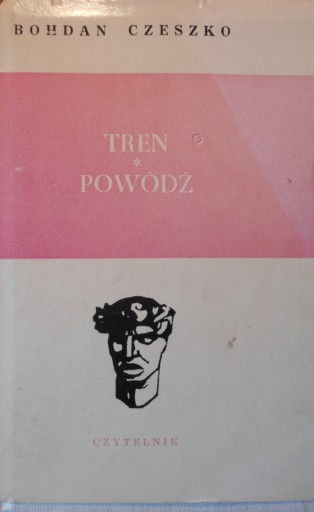 BOHDAN CZESZKO
TREN
*
POWÓDŹ
CZYTELNIK